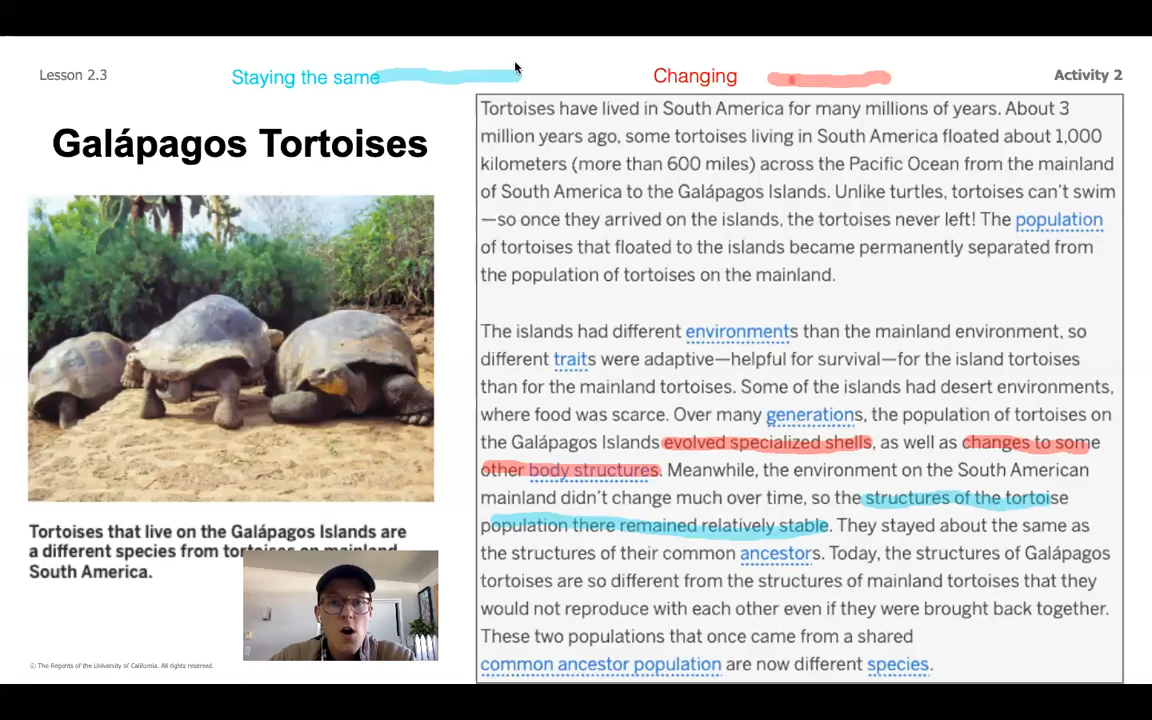 Lesson 2.3
Staying the same
Changing
Activity 2
Galápagos Tortoises
Tortoises have lived in South America for many millions of years. About 3
million years ago, some tortoises living in South America floated about 1,000
kilometers (more than 600 miles) across the Pacific Ocean from the mainland
of South America to the Galápagos Islands. Unlike turtles, tortoises can't swim
—so once they arrived on the islands, the tortoises never left! The population
of tortoises that floated to the islands became permanently separated from
the population of tortoises on the mainland.
The islands had different environments than the mainland environment, so
different traits were adaptive—helpful for survival—for the island tortoises
than for the mainland tortoises. Some of the islands had desert environments,
where food was scarce. Over many generations, the population of tortoises on
the Galápagos Islands evolved specialized shells, as well as changes to some
other body structures. Meanwhile, the environment on the South American
mainland didn't change much over time, so the structures of the tortoise
population there remained relatively stable. They stayed about the same as
the structures of their common ancestors. Today, the structures of Galápagos
tortoises are so different from the structures of mainland tortoises that they
would not reproduce with each other even if they were brought back together.
These two populations that once came from a shared
common ancestor population are now different species.
Tortoises that live on the Galápagos Islands are
a different species from tortoises on mainland
South America.
© The Regents of the University of California. All rights reserved.